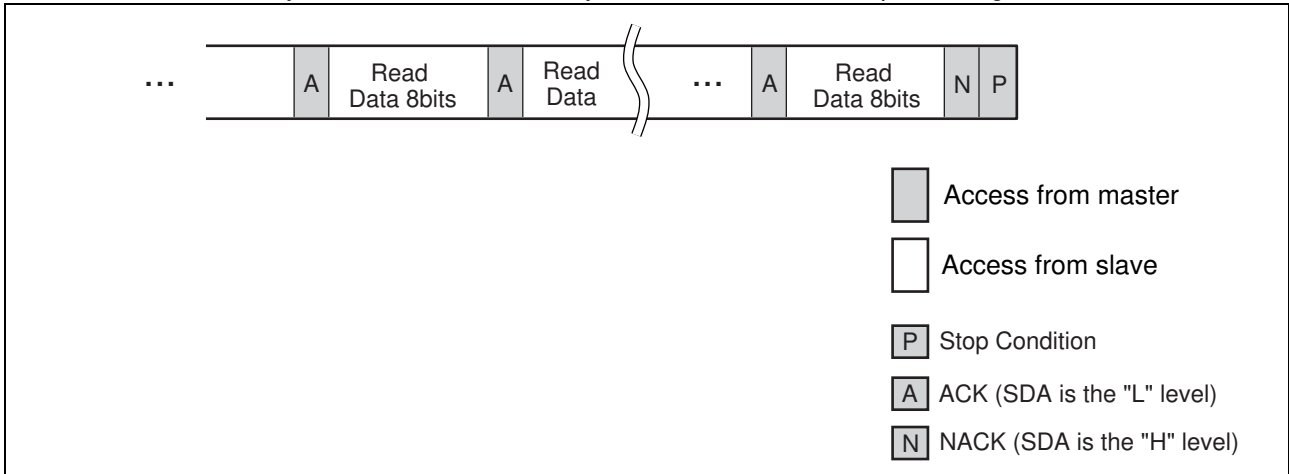 ... A Read Data 8bits A Read Data ... A Read Data 8bits N P
Access from master
Access from slave
P Stop Condition
A ACK (SDA is the "L" level)
N NACK (SDA is the "H" level)